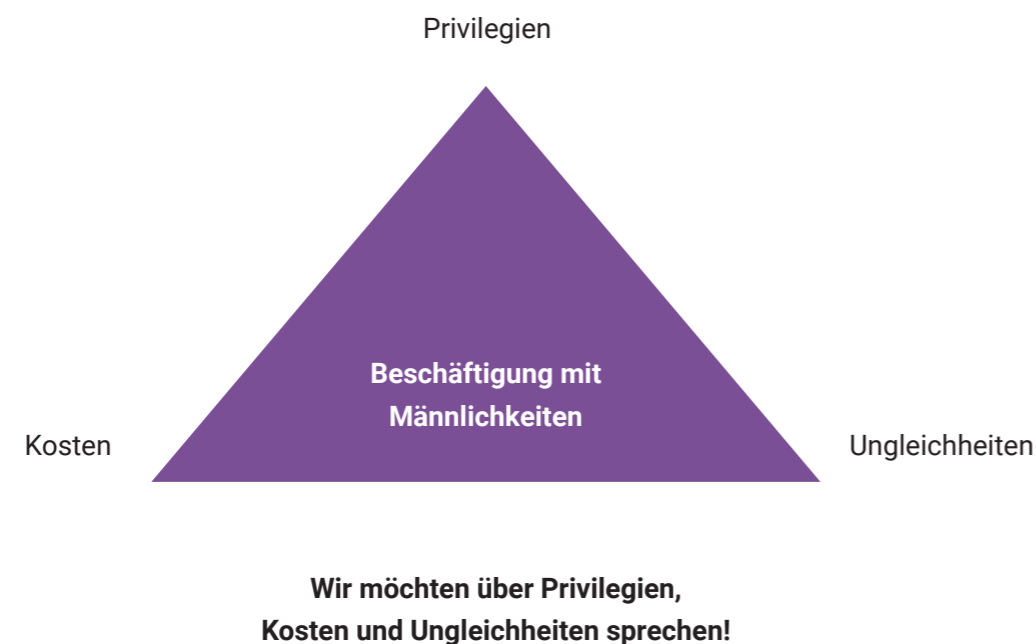 Privilegien
Beschäftigung mit
Männlichkeiten
Kosten
Ungleichheiten
Wir möchten über Privilegien,
Kosten und Ungleichheiten sprechen!